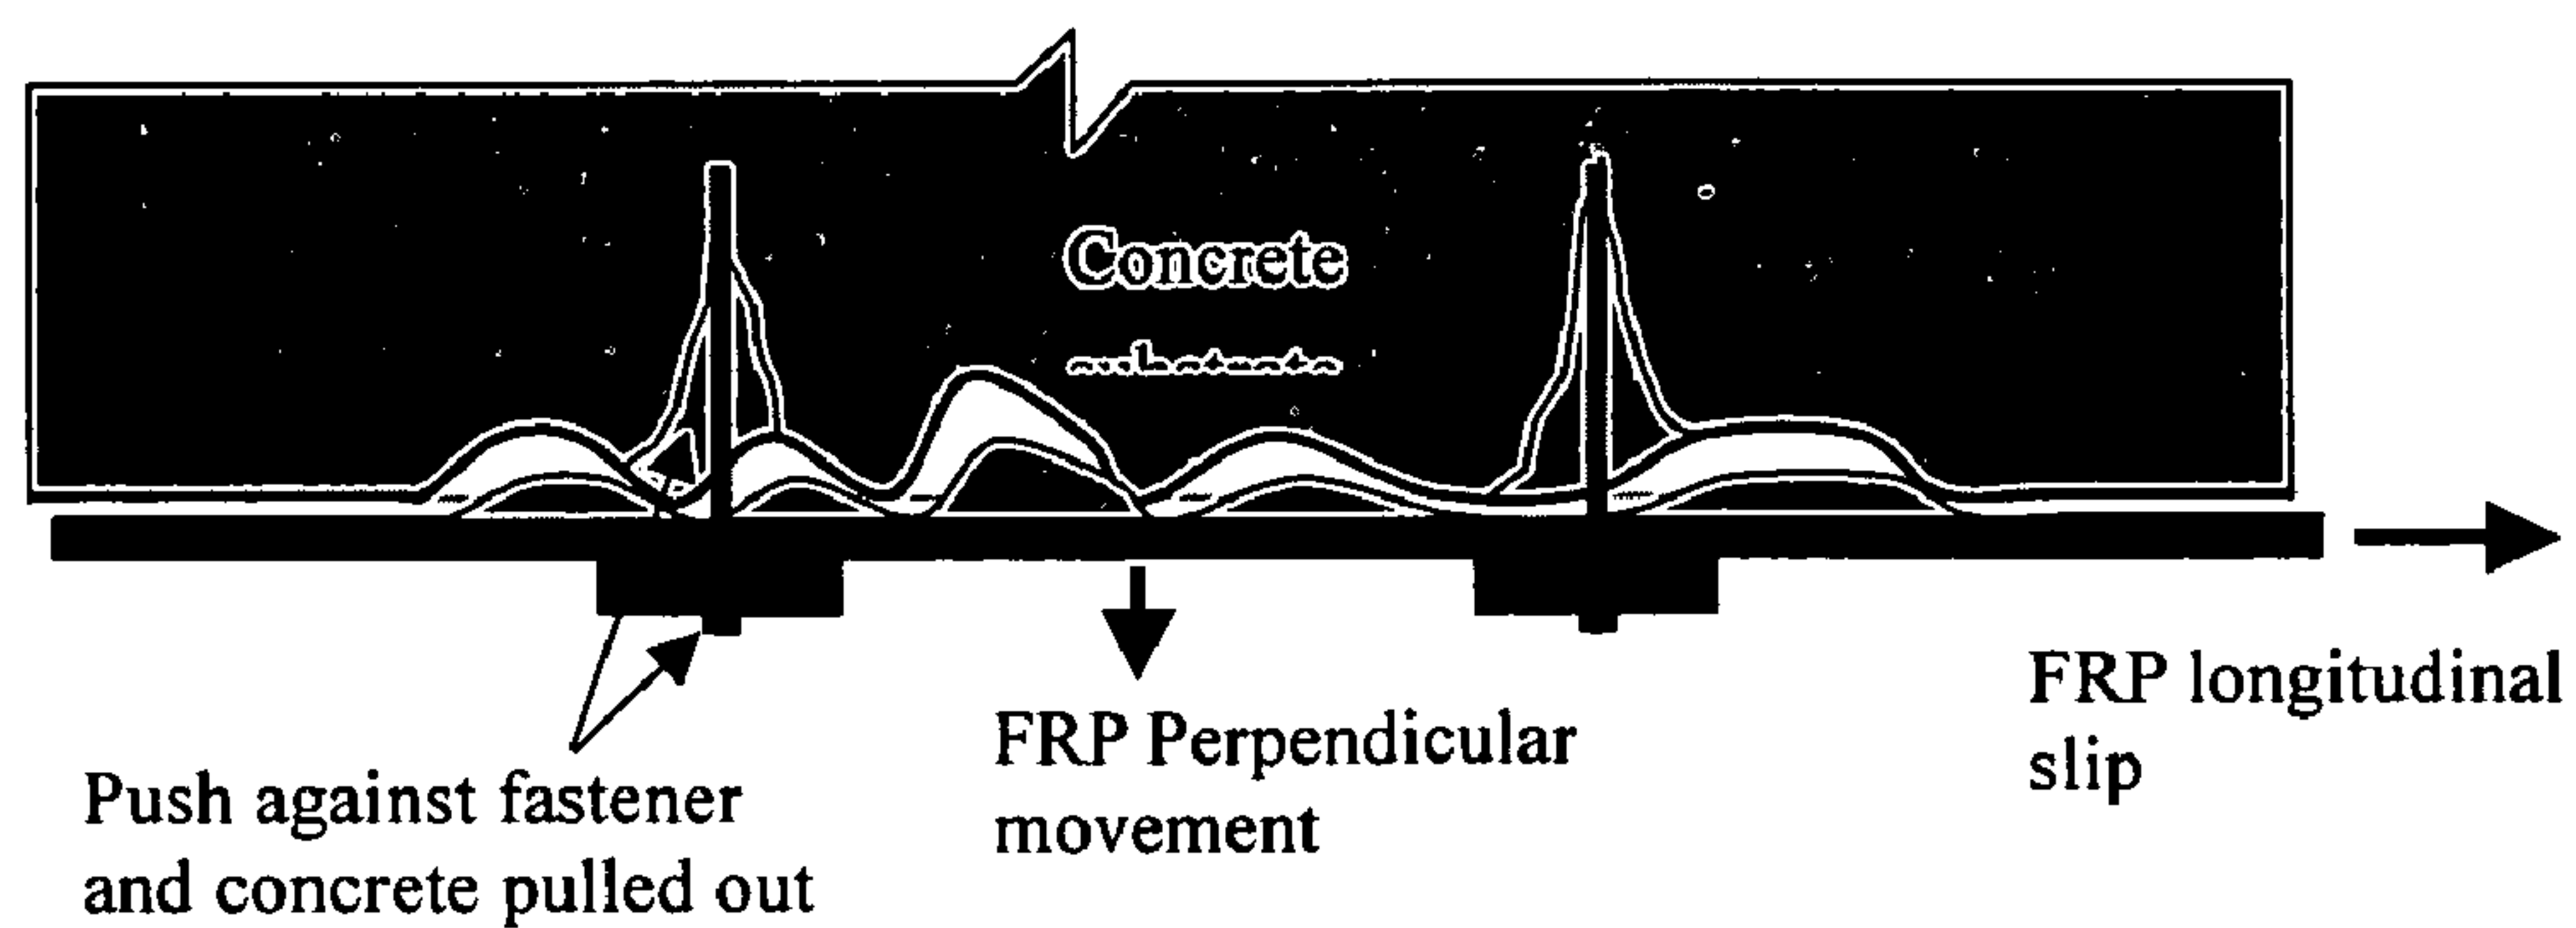 Concrete
FRP longitudinal
slip
FRP Perpendicular
movement
Push against fastener
and concrete pulled out